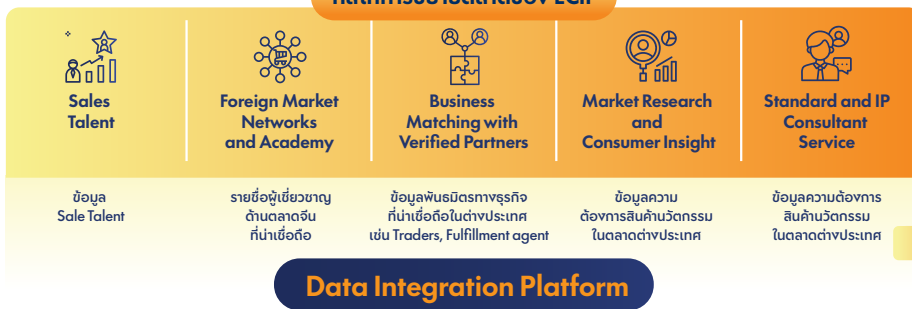 Sales
Talent
Foreign Market
Networks
and Academy
Business
Matching with
Verified Partners
Market Research
and
Consumer Insight
Standard and IP
Consultant
Service
ข้อมูล
Sale Talent
รายชื่อผู้เชี่ยวชาญ
ด้านตลาดจีน
ที่น่าเชื่อถือ
ข้อมูลพันธมิตรทางธุรกิจ
ที่น่าเชื่อถือในต่างประเทศ
เช่น Traders, Fulfillment agent
ข้อมูลความ
ต้องการสินค้านวัตกรรม
ในตลาดต่างประเทศ
ข้อมูลความต้องการ
สินค้านวัตกรรม
ในตลาดต่างประเทศ
Data Integration Platform